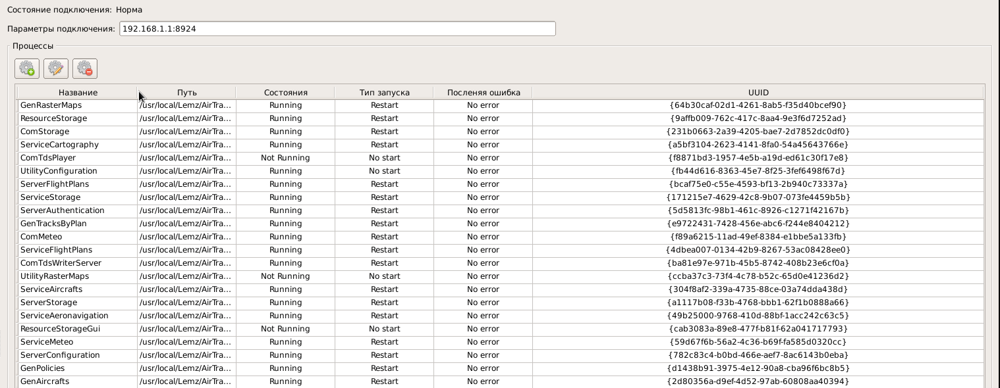 Состояние подключения: Норма
Параметры подключения: 192.168.1.1:8924
Процессы
Название Путь Состояния Тип запуска Посленяя ошибка UUID
GenRasterMaps /usr/local/Lemz/AirTra... Running Restart No error {64b30caf-02d1-4261-8ab5-f35d40bcef90}
ResourceStorage /usr/local/Lemz/AirTra... Running Restart No error {9affb009-762c-417c-8aa4-9e3f6d7252ad}
ComStorage /usr/local/Lemz/AirTra... Running Restart No error {231b0663-2a39-4205-bae7-2d7852dc0df0}
ServiceCartography /usr/local/Lemz/AirTra... Running Restart No error {a5bf3104-2623-4141-8fa0-54a45643766e}
ComTdsPlayer /usr/local/Lemz/AirTra... Not Running No start No error {f8871bd3-1957-4e5b-a19d-ed61c30f17e8}
UtilityConfiguration /usr/local/Lemz/AirTra... Running No start No error {fb44d616-8363-45e7-8f25-3fef6498f67d}
ServerFlightPlans /usr/local/Lemz/AirTra... Running Restart No error {bcaf75e0-c55e-4593-bf13-2b940c73337a}
ServiceStorage /usr/local/Lemz/AirTra... Running Restart No error {171215e7-4629-42c8-9b07-073fe4459b5b}
ServerAuthentication /usr/local/Lemz/AirTra... Running Restart No error {5d5813fc-98b1-461c-8926-c1271f42167b}
GenTracksByPlan /usr/local/Lemz/AirTra... Running Restart No error {e9722431-7428-456e-abc6-f244e8404212}
ComMeteo /usr/local/Lemz/AirTra... Running Restart No error {f89a6215-11ad-49ef-8384-e1bbe5a133fb}
ServiceFlightPlans /usr/local/Lemz/AirTra... Running Restart No error {4dbea007-0134-42b9-8267-53ac08428ee0}
ComTdsWriterServer /usr/local/Lemz/AirTra... Running Restart No error {ba81e97e-971b-45b5-8742-408b23e6cf0a}
UtilityRasterMaps /usr/local/Lemz/AirTra... Not Running No start No error {ccba37c3-73f4-4c78-b52c-65d0e41236d2}
ServiceAircrafts /usr/local/Lemz/AirTra... Running Restart No error {304f8af2-339a-4735-88ce-03a74dda438d}
ServerStorage /usr/local/Lemz/AirTra... Running Restart No error {a1117b08-f33b-4768-bbb1-62f1b0888a66}
ServiceAeronavigation /usr/local/Lemz/AirTra... Running Restart No error {49b25000-9768-410d-88bf-1acc242c63c5}
ResourceStorageGui /usr/local/Lemz/AirTra... Not Running No start No error {cab3083a-89e8-477f-b81f-62a041717793}
ServiceMeteo /usr/local/Lemz/AirTra... Running Restart No error {59d67f6b-56a2-4c36-b69f-fa585d0320cc}
ServerConfiguration /usr/local/Lemz/AirTra... Running Restart No error {782c83c4-b0bd-466e-aef7-8ac6143b0eba}
GenPolicies /usr/local/Lemz/AirTra... Running Restart No error {d1438b91-3975-4e12-90a8-cba96f6bc8b5}
GenAircrafts /usr/local/Lemz/AirTra... Running Restart No error {2d80356a-d9ef-4d52-97ab-60808aa40394}